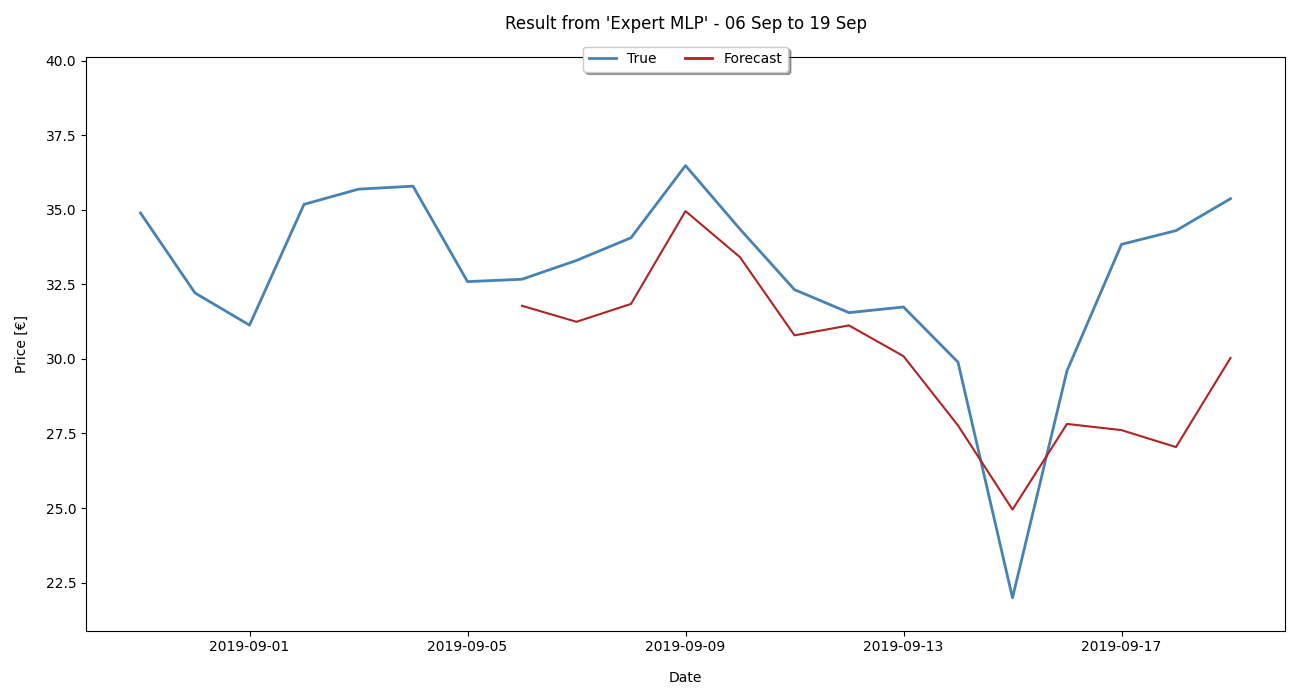 Result from 'Expert MLP' - 06 Sep to 19 Sep
True Forecast
40.0
37.5
35.0
32.5
30.0
27.5
25.0
22.5
Price [€]
2019-09-01 2019-09-05 2019-09-09 2019-09-13 2019-09-17
Date